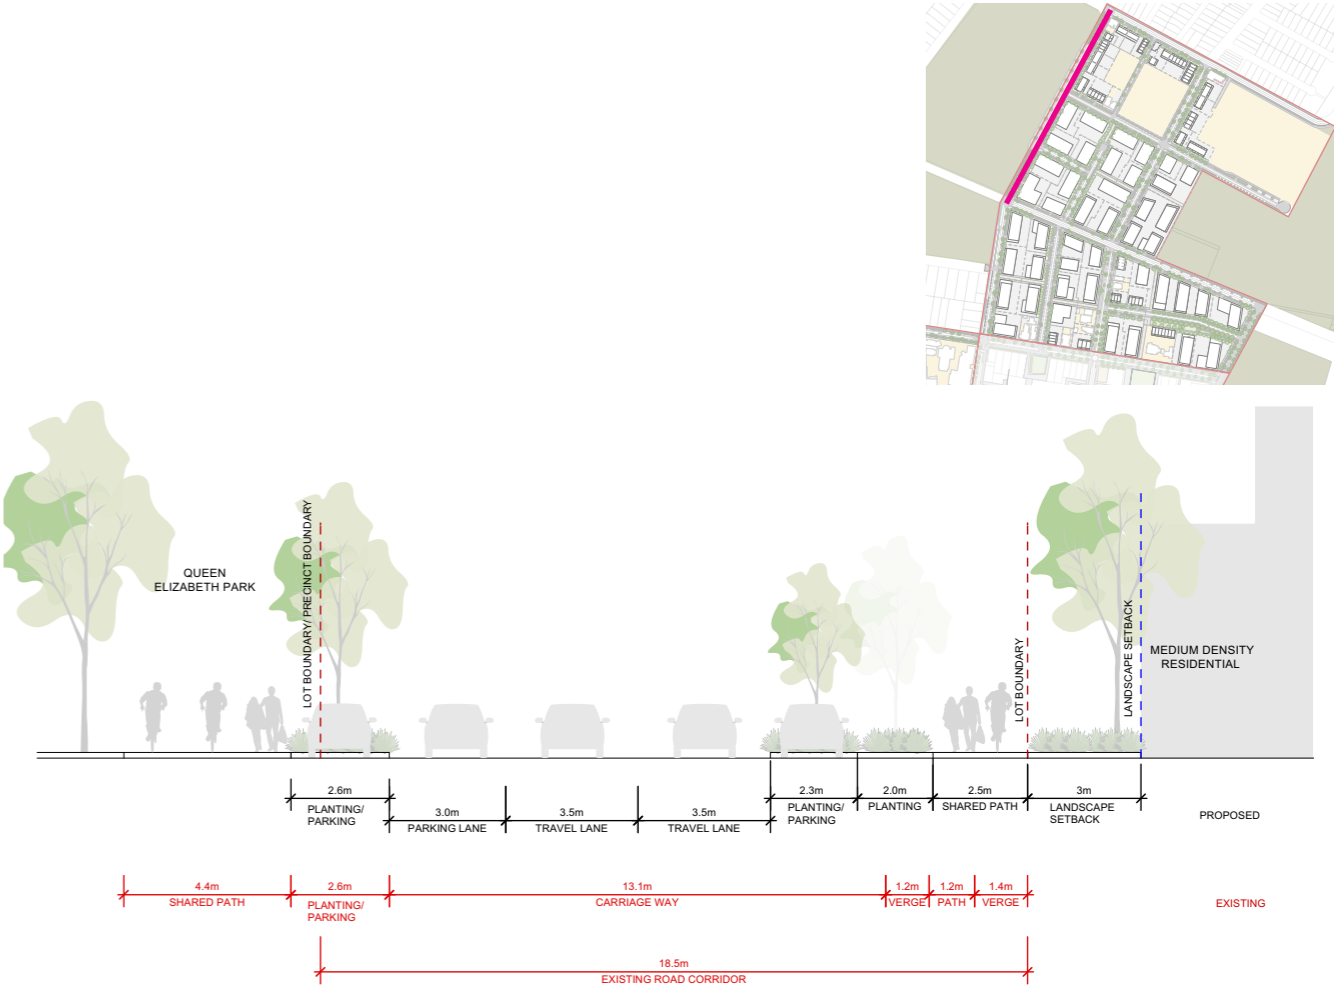 QUEEN
ELIZABETH PARK
LOT BOUNDARY/ PRECINCT BOUNDARY
LOT BOUNDARY
LANDSCAPE SETBACK
MEDIUM DENSITY
RESIDENTIAL
2.6m
PLANTING/
PARKING
3.0m
PARKING LANE
3.5m
TRAVEL LANE
3.5m
TRAVEL LANE
2.3m
PLANTING/
PARKING
2.0m
PLANTING
2.5m
SHARED PATH
3m
LANDSCAPE
SETBACK
PROPOSED
4.4m
SHARED PATH
2.6m
PLANTING/
PARKING
13.1m
CARRIAGE WAY
1.2m
VERGE
1.2m
PATH
1.4m
VERGE
EXISTING
18.5m
EXISTING ROAD CORRIDOR